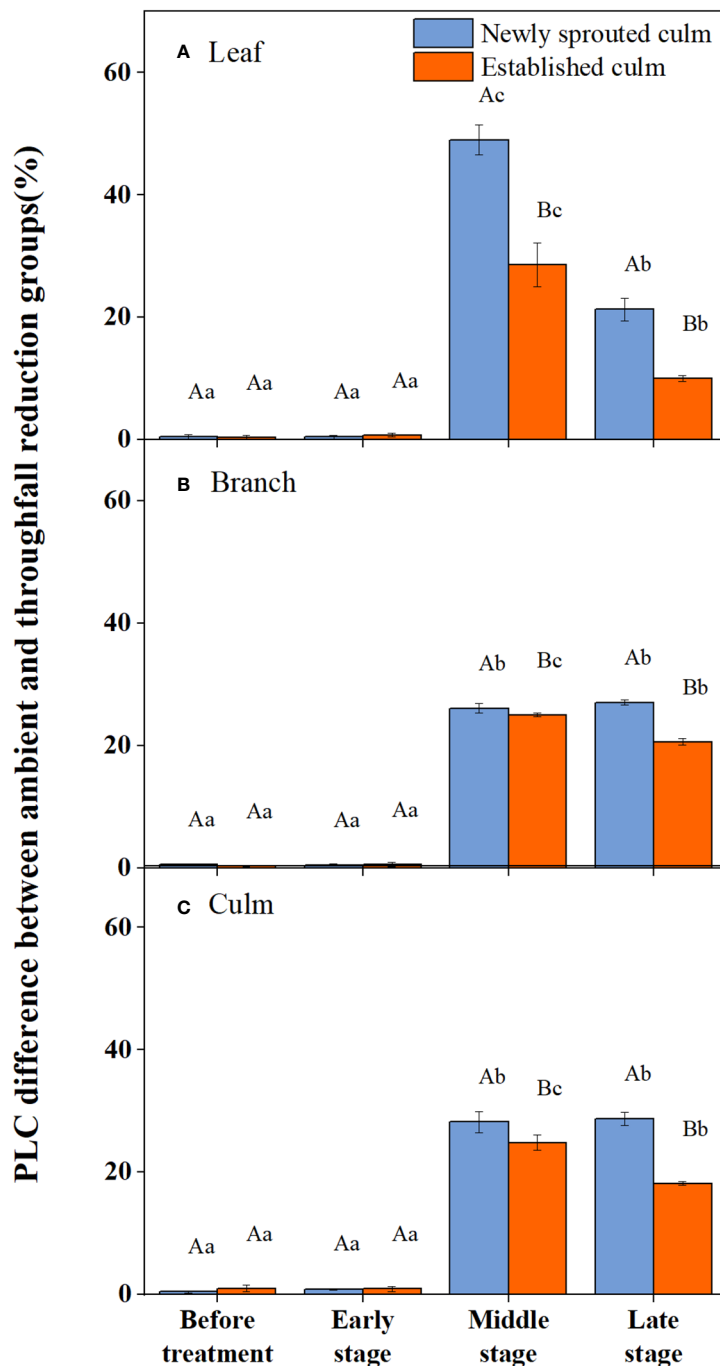 PLC difference between ambient and throughfall reduction groups(%)
A Leaf
Newly sprouted culm
Established culm
60
40
20
0
Aa
Aa
Aa
Aa
Ac
Bc
Ab
Bb
B Branch
60
40
20
0
Aa
Aa
Aa
Aa
Ab
Bc
Ab
Bb
C Culm
60
40
20
0
Aa
Aa
Aa
Aa
Ab
Bc
Ab
Bb
Before treatment
Early stage
Middle stage
Late stage